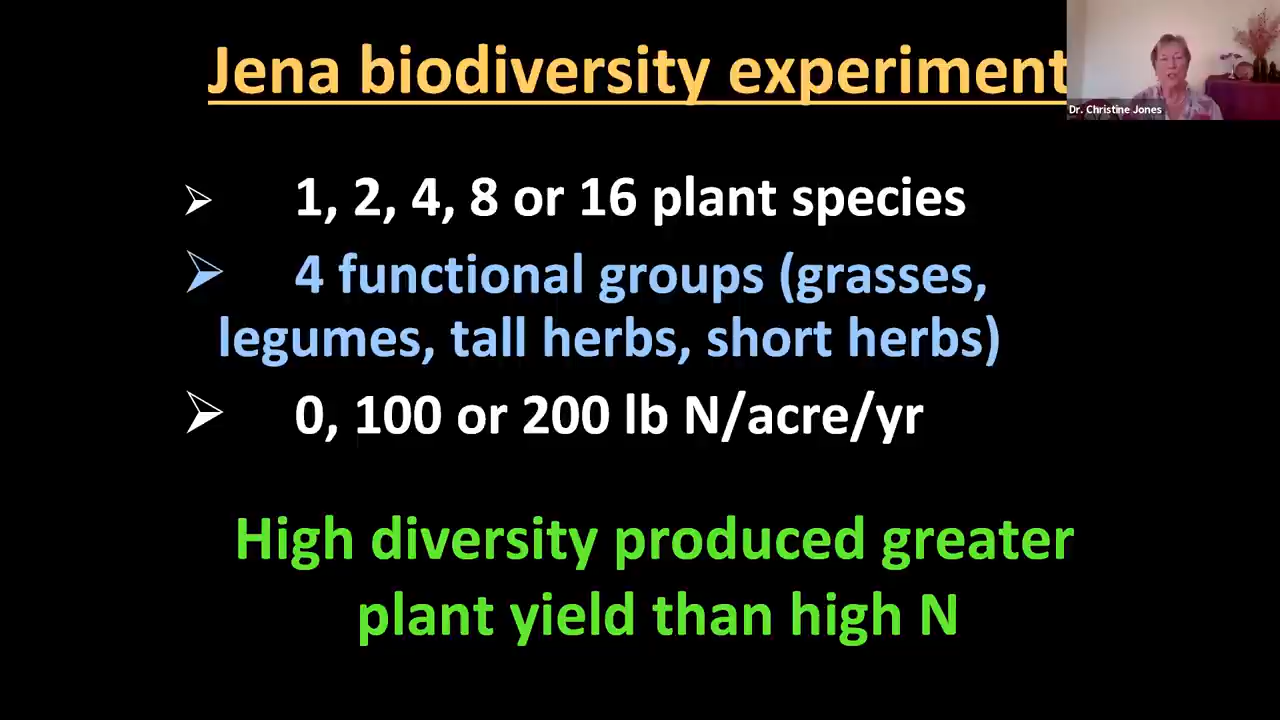 Jena biodiversity experiment
Dr. Christine Jones
1, 2, 4, 8 or 16 plant species
4 functional groups (grasses,
legumes, tall herbs, short herbs)
0, 100 or 200 lb N/acre/yr
High diversity produced greater
plant yield than high N